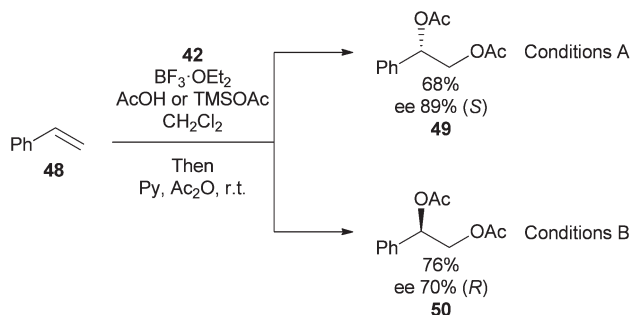 OAc
OAc
Conditions A
Ph
68%
ee 89% (S)
49
42
BF₃·OEt₂
AcOH or TMSOAc
CH₂Cl₂
Ph
48
Then
Py, Ac₂O, r.t.
OAc
OAc
Conditions B
Ph
76%
ee 70% (R)
50